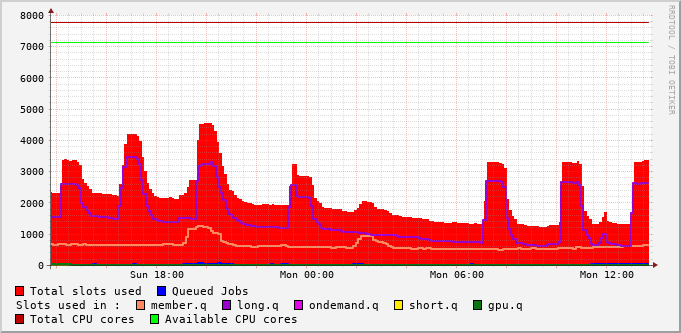 8000
7000
6000
5000
4000
3000
2000
1000
0
Sun 18:00 Mon 00:00 Mon 06:00 Mon 12:00
RRDTOOL / TOBI OETIKER
Total slots used Queued Jobs
Slots used in : member.q long.q ondemand.q short.q gpu.q
Total CPU cores Available CPU cores